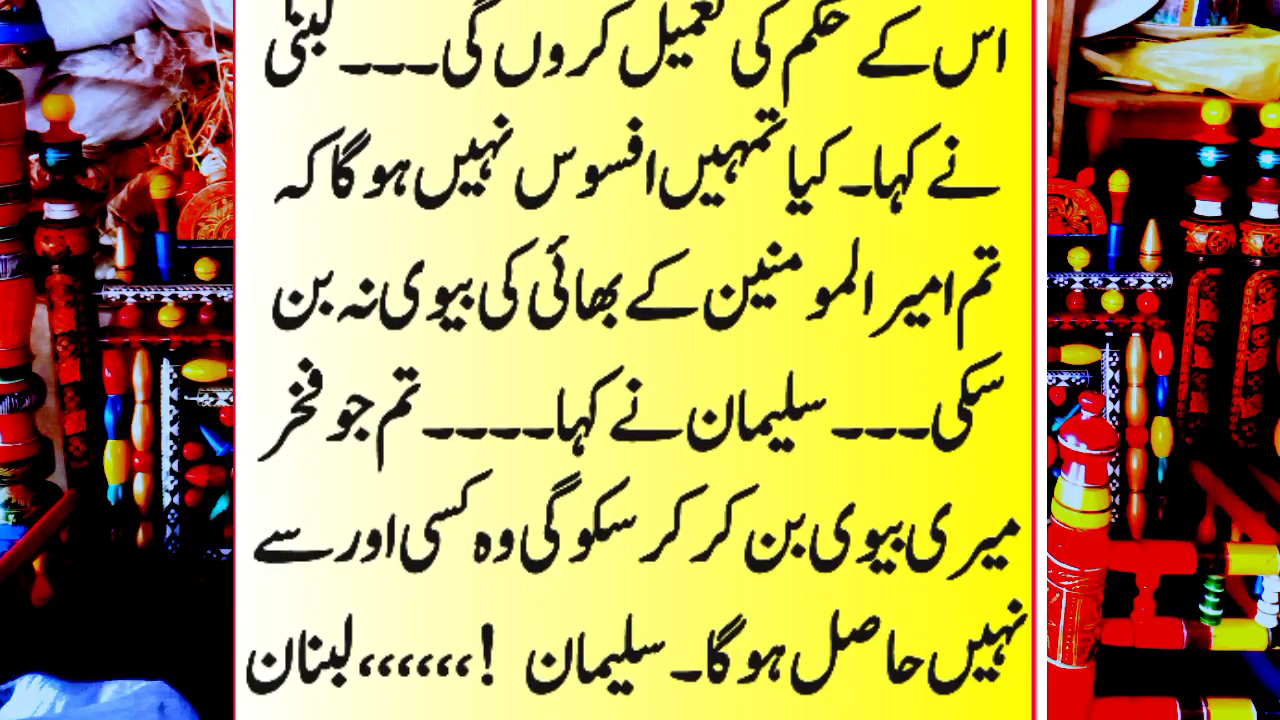 اس کے حکم کی تعمیل کروں گی۔۔۔لبنیٰ
نے کہا۔ کیا تمہیں افسوس نہیں ہو گا کہ
تم امیر المومنین کے بھائی کی بیوی نہ بن
سکی۔۔۔ سلیمان نے کہا۔۔۔۔ تم جو فخر
میری بیوی بن کر کر سکو گی وہ کسی اور سے
نہیں حاصل ہو گا۔ سلیمان !،،،،،،لبنان